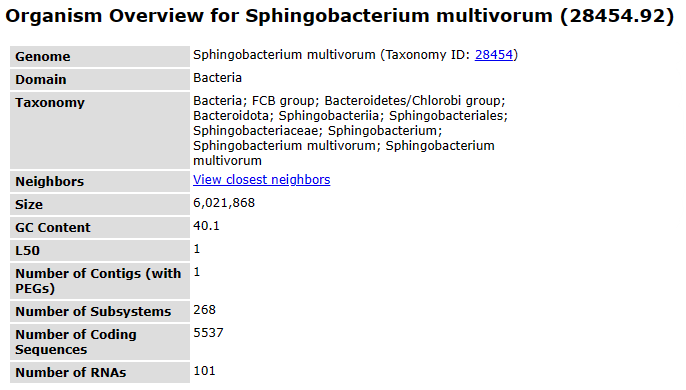 Organism Overview for Sphingobacterium multivorum (28454.92)
Genome Sphingobacterium multivorum (Taxonomy ID: 28454)
Domain Bacteria
Taxonomy Bacteria; FCB group; Bacteroidetes/Chlorobi group;
Bacteroidota; Sphingobacteriia; Sphingobacteriales;
Sphingobacteriaceae; Sphingobacterium;
Sphingobacterium multivorum; Sphingobacterium
multivorum
Neighbors View closest neighbors
Size 6,021,868
GC Content 40.1
L50 1
Number of Contigs (with 1
PEGs)
Number of Subsystems 268
Number of Coding 5537
Sequences
Number of RNAs 101